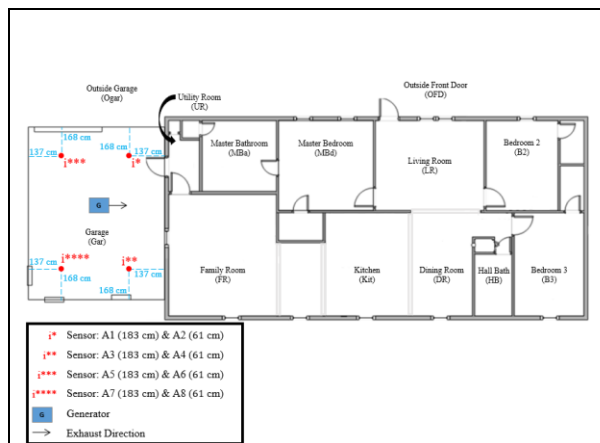 Outside Garage
(Ogar)
Utility Room
(UR)
Outside Front Door
(OFD)
168 cm
168 cm
137 cm
137 cm
i***
i*
Master Bathroom
(MBa)
Master Bedroom
(MBd)
Living Room
(LR)
Bedroom 2
(B2)
G
Garage
(Gar)
i****
i**
137 cm
137 cm
168 cm
168 cm
Family Room
(FR)
Kitchen
(Kit)
Dining Room
(DR)
Hall Bath
(HB)
Bedroom 3
(B3)
i* Sensor: A1 (183 cm) & A2 (61 cm)
i** Sensor: A3 (183 cm) & A4 (61 cm)
i*** Sensor: A5 (183 cm) & A6 (61 cm)
i**** Sensor: A7 (183 cm) & A8 (61 cm)
G Generator
Exhaust Direction